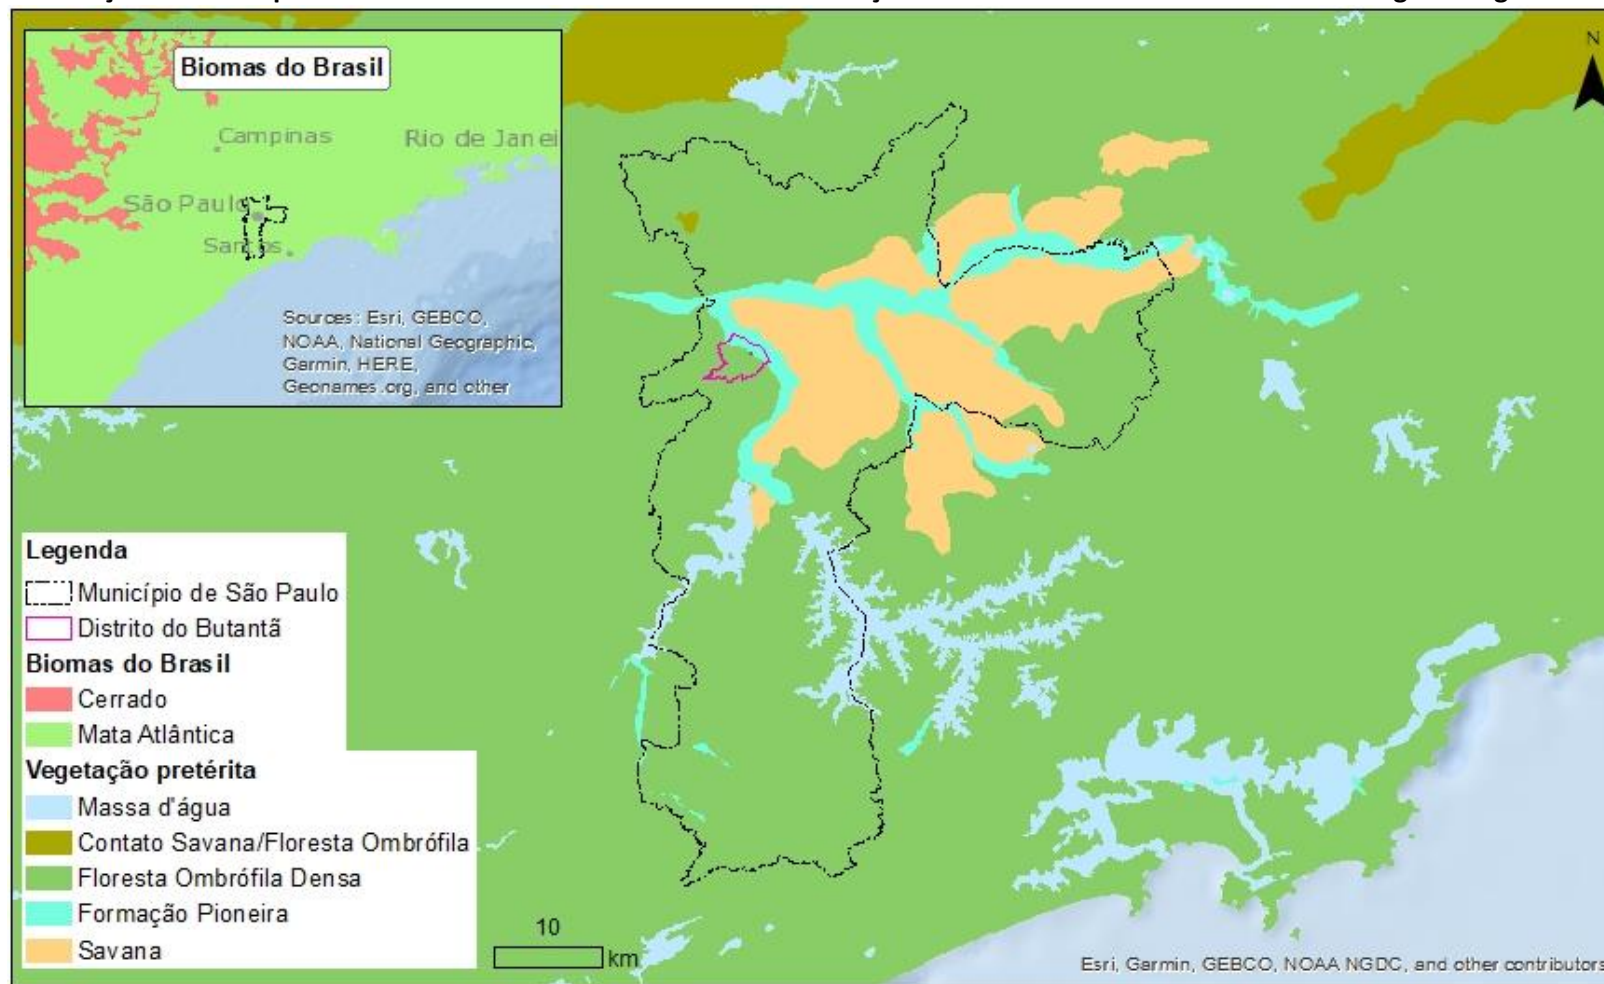 Biomas do Brasil
Campinas
Rio de Janei
São Paulo
Santos
Sources: Esri, GEBCO,
NOAA, National Geographic,
Garmin, HERE,
Geonames.org, and other
N
Legenda
Município de São Paulo
Distrito do Butantã
Biomas do Brasil
Cerrado
Mata Atlântica
Vegetação pretérita
Massa d'água
Contato Savana/Floresta Ombrófila
Floresta Ombrófila Densa
Formação Pioneira
Savana
10
km
Esri, Garmin, GEBCO, NOAA NGDC, and other contributors